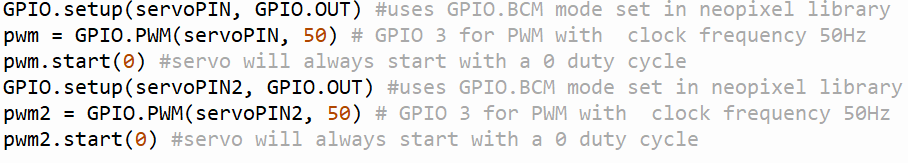 GPIO.setup(servoPIN, GPIO.OUT) #uses GPIO.BCM mode set in neopixel library
pwm = GPIO.PWM(servoPIN, 50) # GPIO 3 for PWM with  clock frequency 50Hz
pwm.start(0) #servo will always start with a 0 duty cycle
GPIO.setup(servoPIN2, GPIO.OUT) #uses GPIO.BCM mode set in neopixel library
pwm2 = GPIO.PWM(servoPIN2, 50) # GPIO 3 for PWM with  clock frequency 50Hz
pwm2.start(0) #servo will always start with a 0 duty cycle